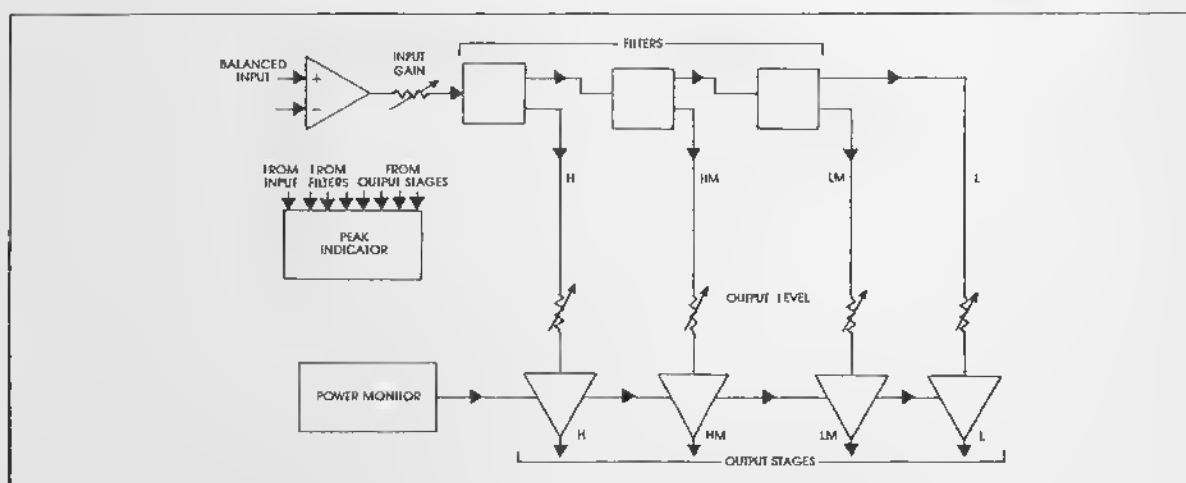 FILTERS
BALANCED
INPUT
INPUT
GAIN
+
−
FROM
INPUT
FROM
FILTERS
FROM
OUTPUT STAGES
PEAK
INDICATOR
H
HM
LM
L
OUTPUT LEVEL
POWER MONITOR
H
HM
LM
L
OUTPUT STAGES